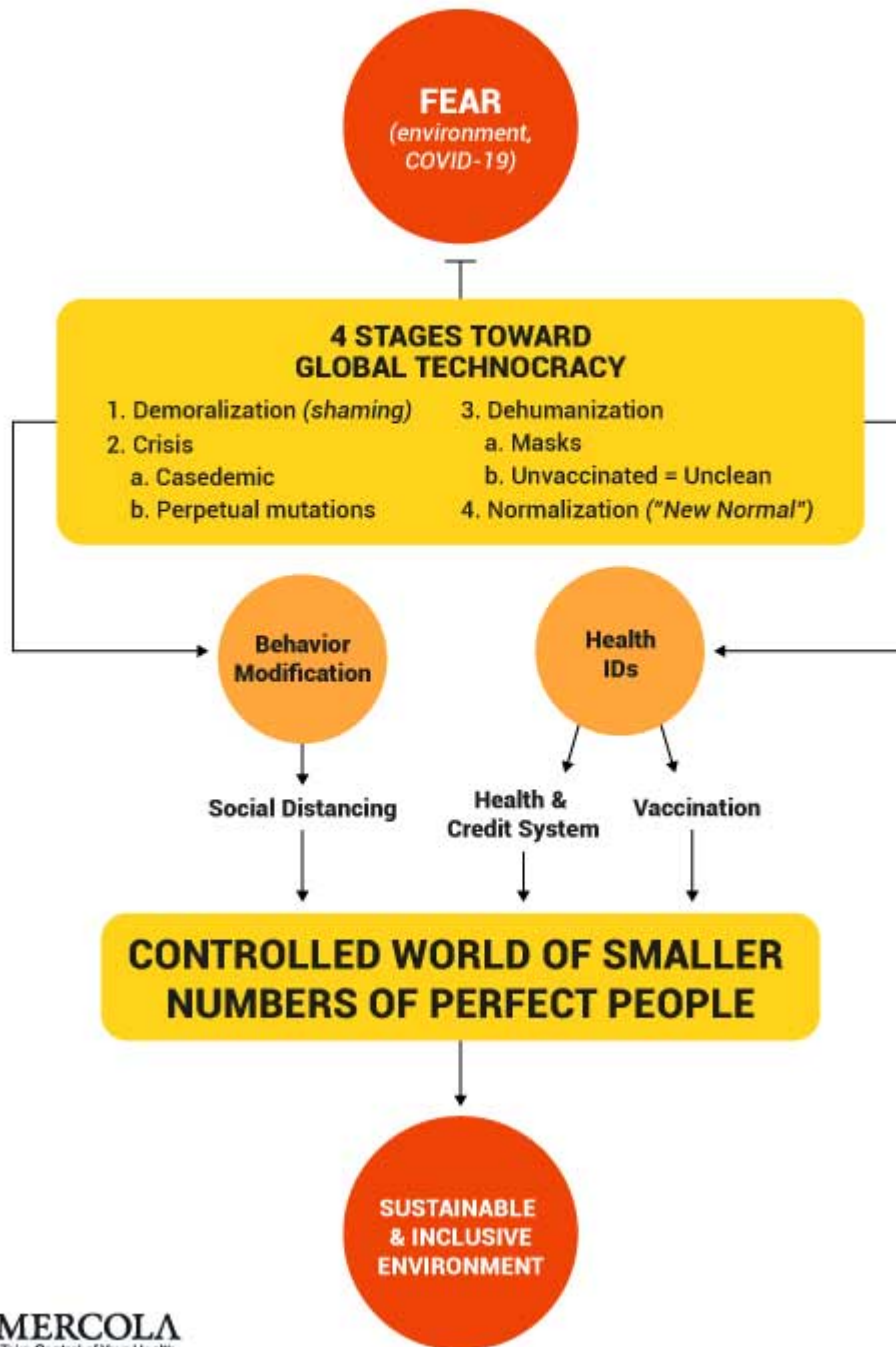 FEAR
(environment,
COVID-19)
4 STAGES TOWARD
GLOBAL TECHNOCRACY
1. Demoralization (shaming)
2. Crisis
a. Casedemic
b. Perpetual mutations
3. Dehumanization
a. Masks
b. Unvaccinated = Unclean
4. Normalization ("New Normal")
Behavior
Modification
Health
IDs
Social Distancing
Health &
Credit System
Vaccination
CONTROLLED WORLD OF SMALLER
NUMBERS OF PERFECT PEOPLE
SUSTAINABLE
& INCLUSIVE
ENVIRONMENT
MERCOLA